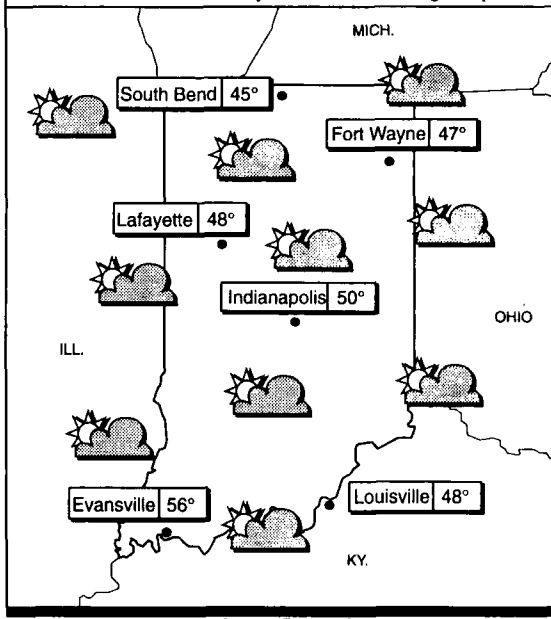 MICH.
South Bend 45°
Fort Wayne 47°
Lafayette 48°
Indianapolis 50°
OHIO
ILL.
Evansville 56°
Louisville 48°
KY.